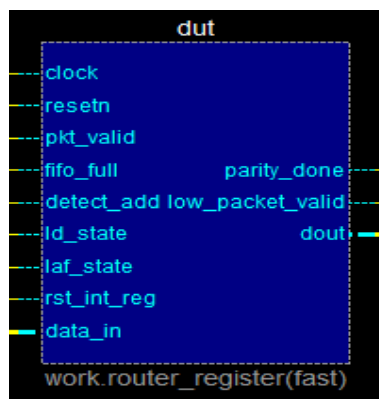 dut
clock
resetn
pkt_valid
fifo_full parity_done
detect_add low_packet_valid
ld_state dout
laf_state
rst_int_reg
data_in
work.router_register(fast)